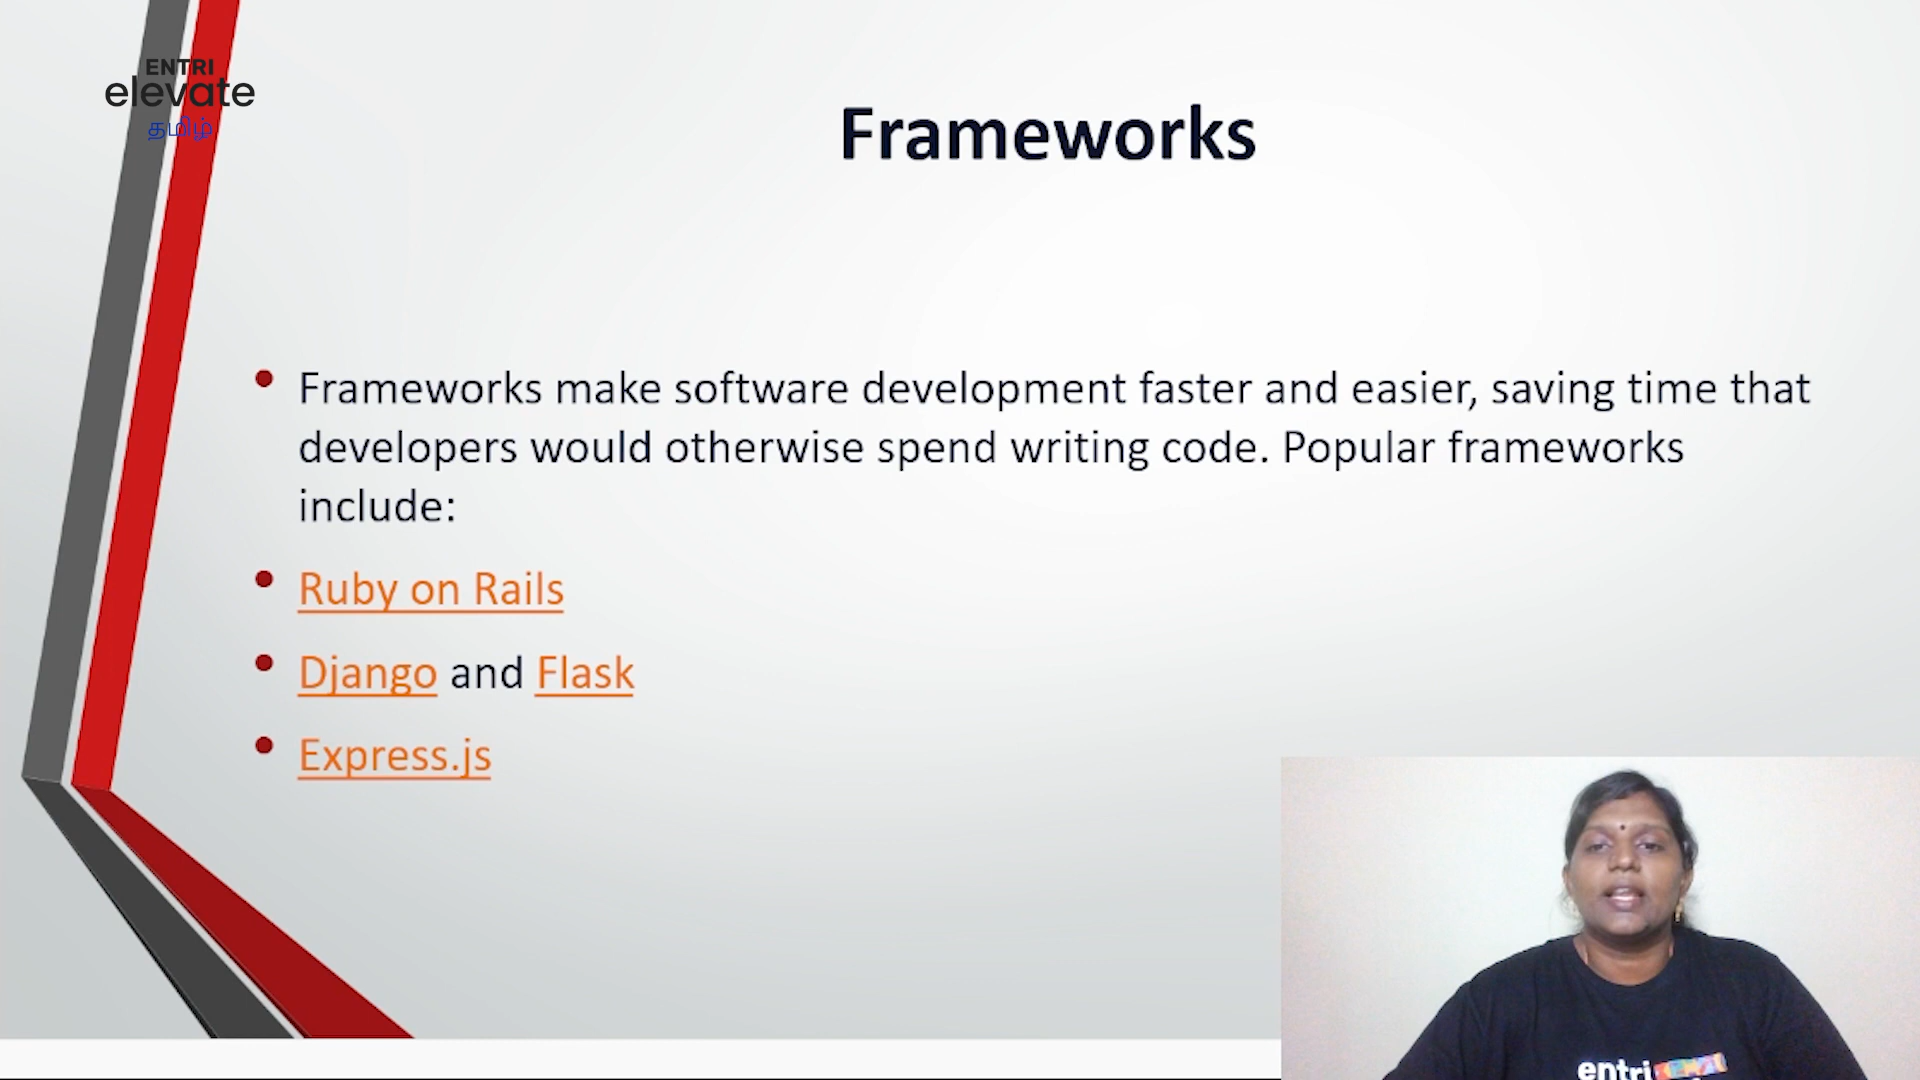 ENTRI
elevate
தமிழ்
Frameworks
• Frameworks make software development faster and easier, saving time that
developers would otherwise spend writing code. Popular frameworks
include:
• Ruby on Rails
• Django and Flask
• Express.js
entri